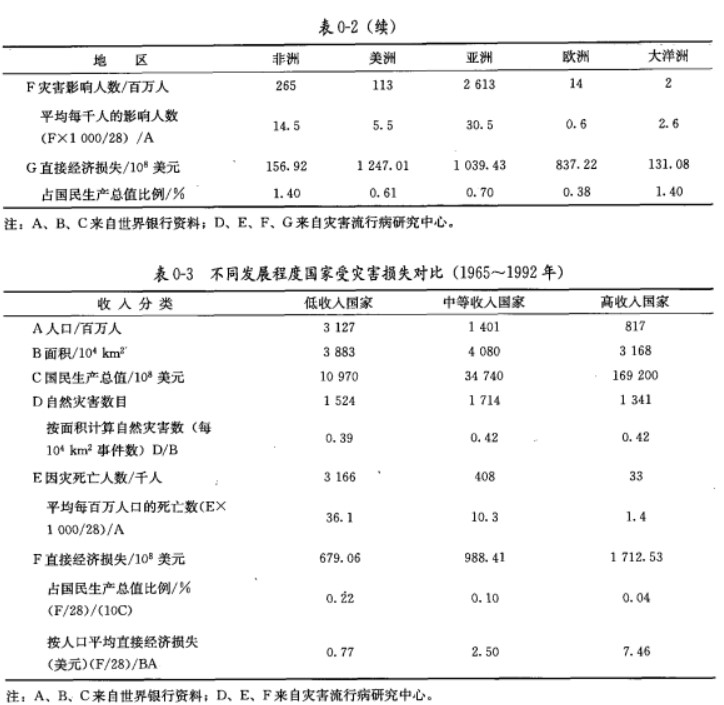 表 0-2 (续)
地 区 非洲 美洲 亚洲 欧洲 大洋洲
F 灾害影响人数/百万人 265 113 2 613 14 2
平均每千人的影响人数
(F×1 000/28) /A 14.5 5.5 30.5 0.6 2.6
G 直接经济损失/10⁸ 美元 156.92 1 247.01 1 039.43 837.22 131.08
占国民生产总值比例/% 1.40 0.61 0.70 0.38 1.40
注：A、B、C 来自世界银行资料；D、E、F、G 来自灾害流行病研究中心。
表 0-3 不同发展程度国家受灾害损失对比 (1965～1992 年)
收 入 分 类 低收入国家 中等收入国家 高收入国家
A 人口/百万人 3 127 1 401 817
B 面积/10⁴ km² 3 883 4 080 3 168
C 国民生产总值/10⁸ 美元 10 970 34 740 169 200
D 自然灾害数目 1 524 1 714 1 341
按面积计算自然灾害数 (每
10⁴ km² 事件数) D/B 0.39 0.42 0.42
E 因灾死亡人数/千人 3 166 408 33
平均每百万人口的死亡数(E×
1 000/28)/A 36.1 10.3 1.4
F 直接经济损失/10⁸ 美元 679.06 988.41 1 712.53
占国民生产总值比例/%
(F/28)/(10C) 0.22 0.10 0.04
按人口平均直接经济损失
(美元)(F/28)/BA 0.77 2.50 7.46
注：A、B、C 来自世界银行资料；D、E、F 来自灾害流行病研究中心。